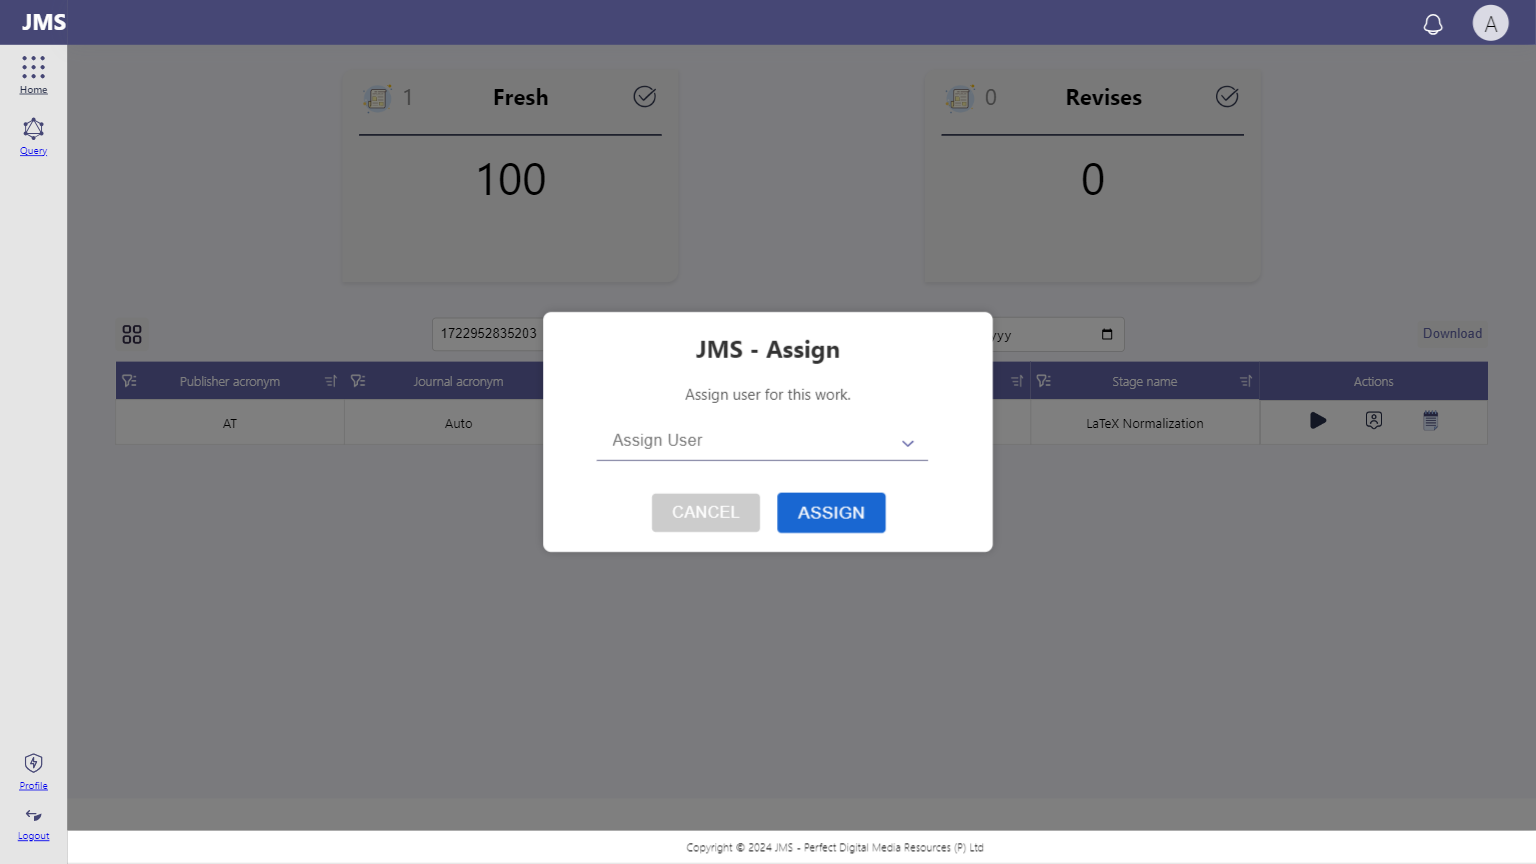 JMS
A
Home
Query
1
Fresh
100
0
Revises
0
1722952835203
yyy
Download
Publisher acronym
Journal acronym
Stage name
Actions
AT
Auto
LaTeX Normalization
JMS - Assign
Assign user for this work.
Assign User
CANCEL
ASSIGN
Profile
Logout
Copyright © 2024 JMS - Perfect Digital Media Resources (P) Ltd